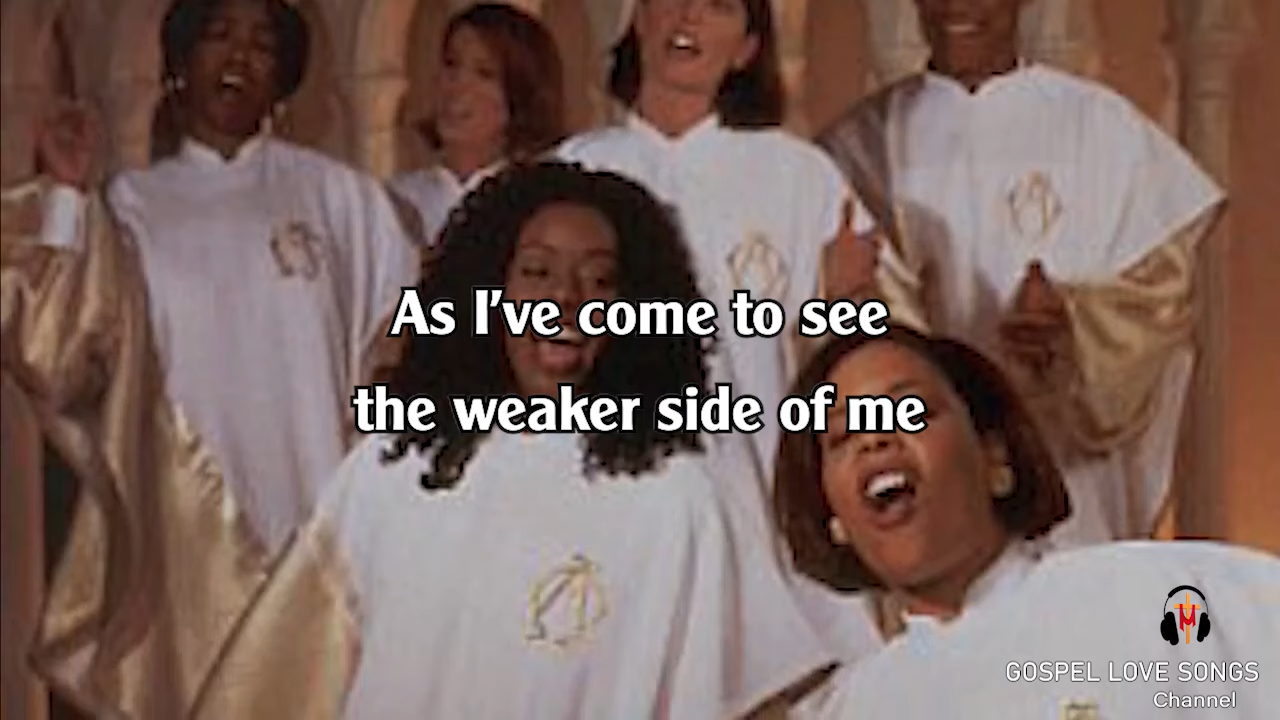 As I've come to see
the weaker side of me
GOSPEL LOVE SONGS
Channel